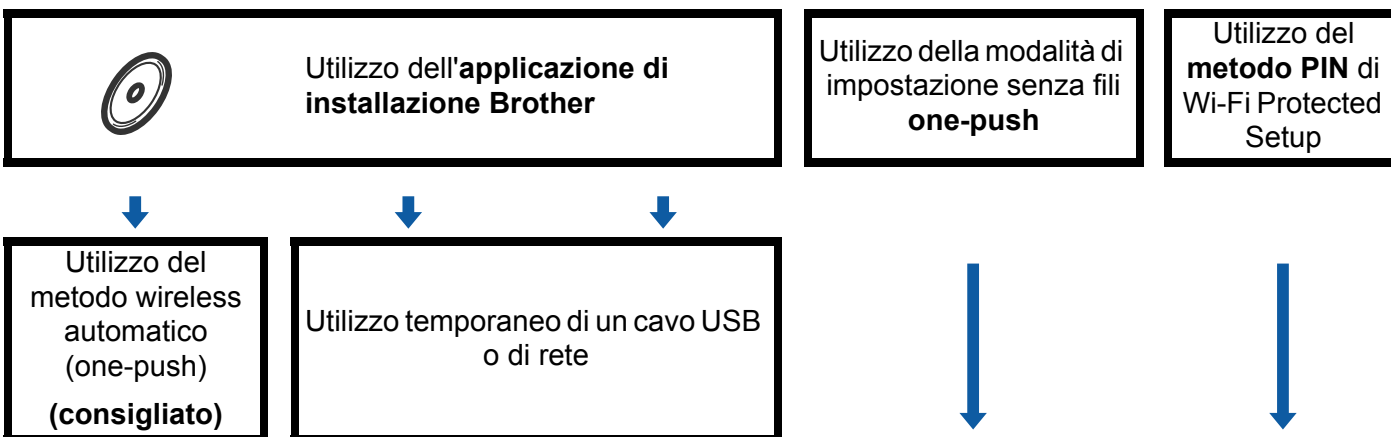 Utilizzo dell'applicazione di
installazione Brother
Utilizzo della modalità di
impostazione senza fili
one-push
Utilizzo del
metodo PIN di
Wi-Fi Protected
Setup
Utilizzo del
metodo wireless
automatico
(one-push)
(consigliato)
Utilizzo temporaneo di un cavo USB
o di rete